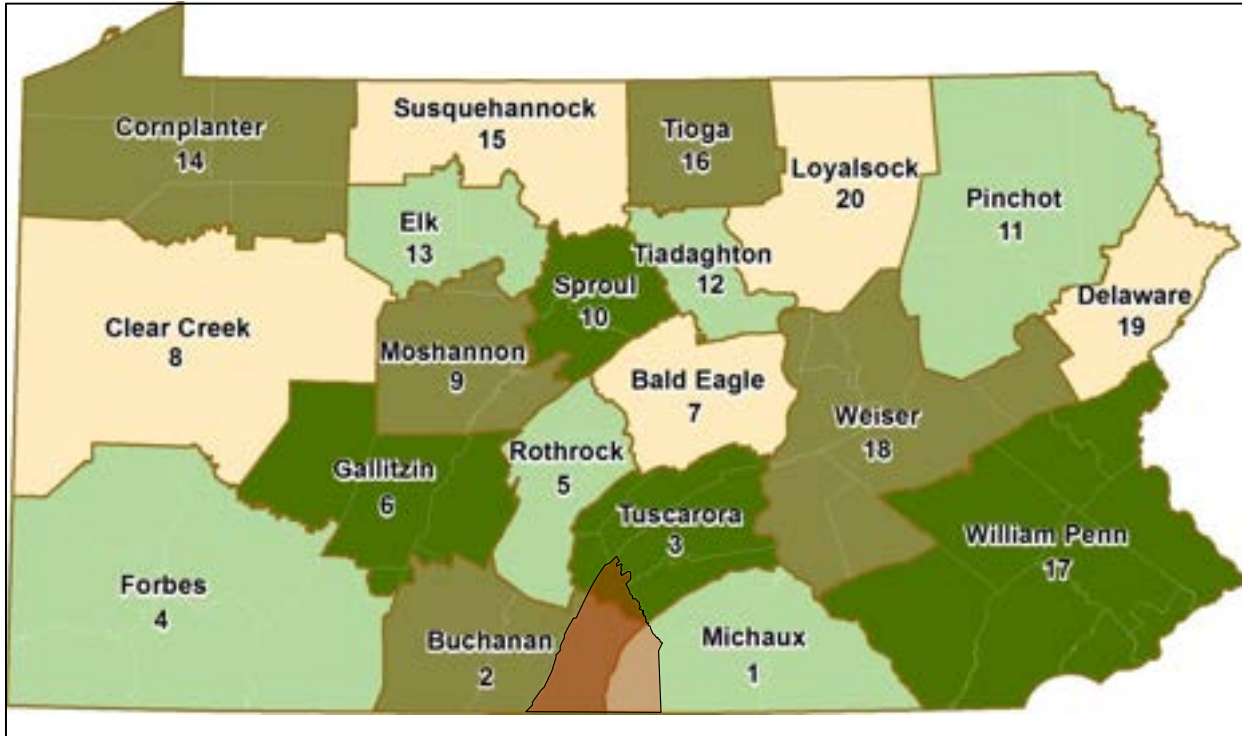 Cornplanter
14
Susquehannock
15
Tioga
16
Loyalsock
20
Pinchot
11
Elk
13
Tiadaghton
12
Sproul
10
Delaware
19
Clear Creek
8
Moshannon
9
Bald Eagle
7
Weiser
18
Gallitzin
6
Rothrock
5
Tuscarora
3
William Penn
17
Forbes
4
Buchanan
2
Michaux
1